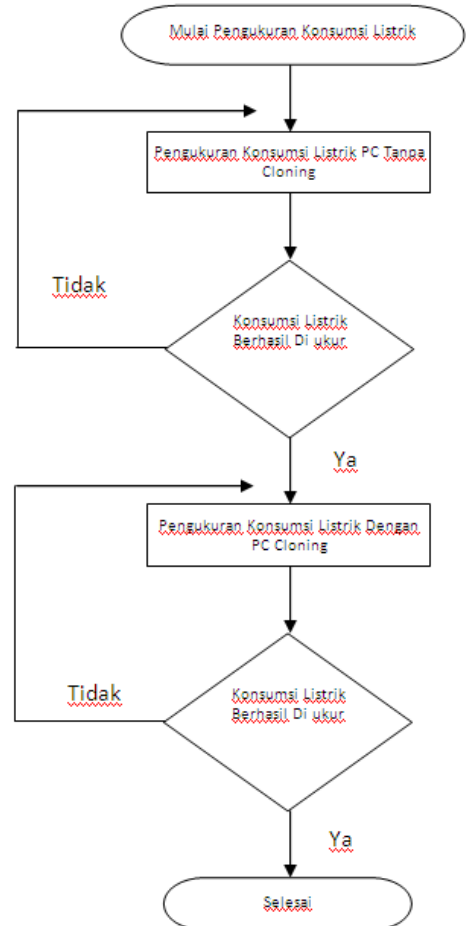 Mulai Pengukuran Konsumsi Listrik
Pengukuran Konsumsi Listrik PC Tanpa
Cloning
Tidak
Konsumsi Listrik
Berhasil Di ukur
Ya
Pengukuran Konsumsi Listrik Dengan
PC Cloning
Tidak
Konsumsi Listrik
Berhasil Di ukur
Ya
Selesai